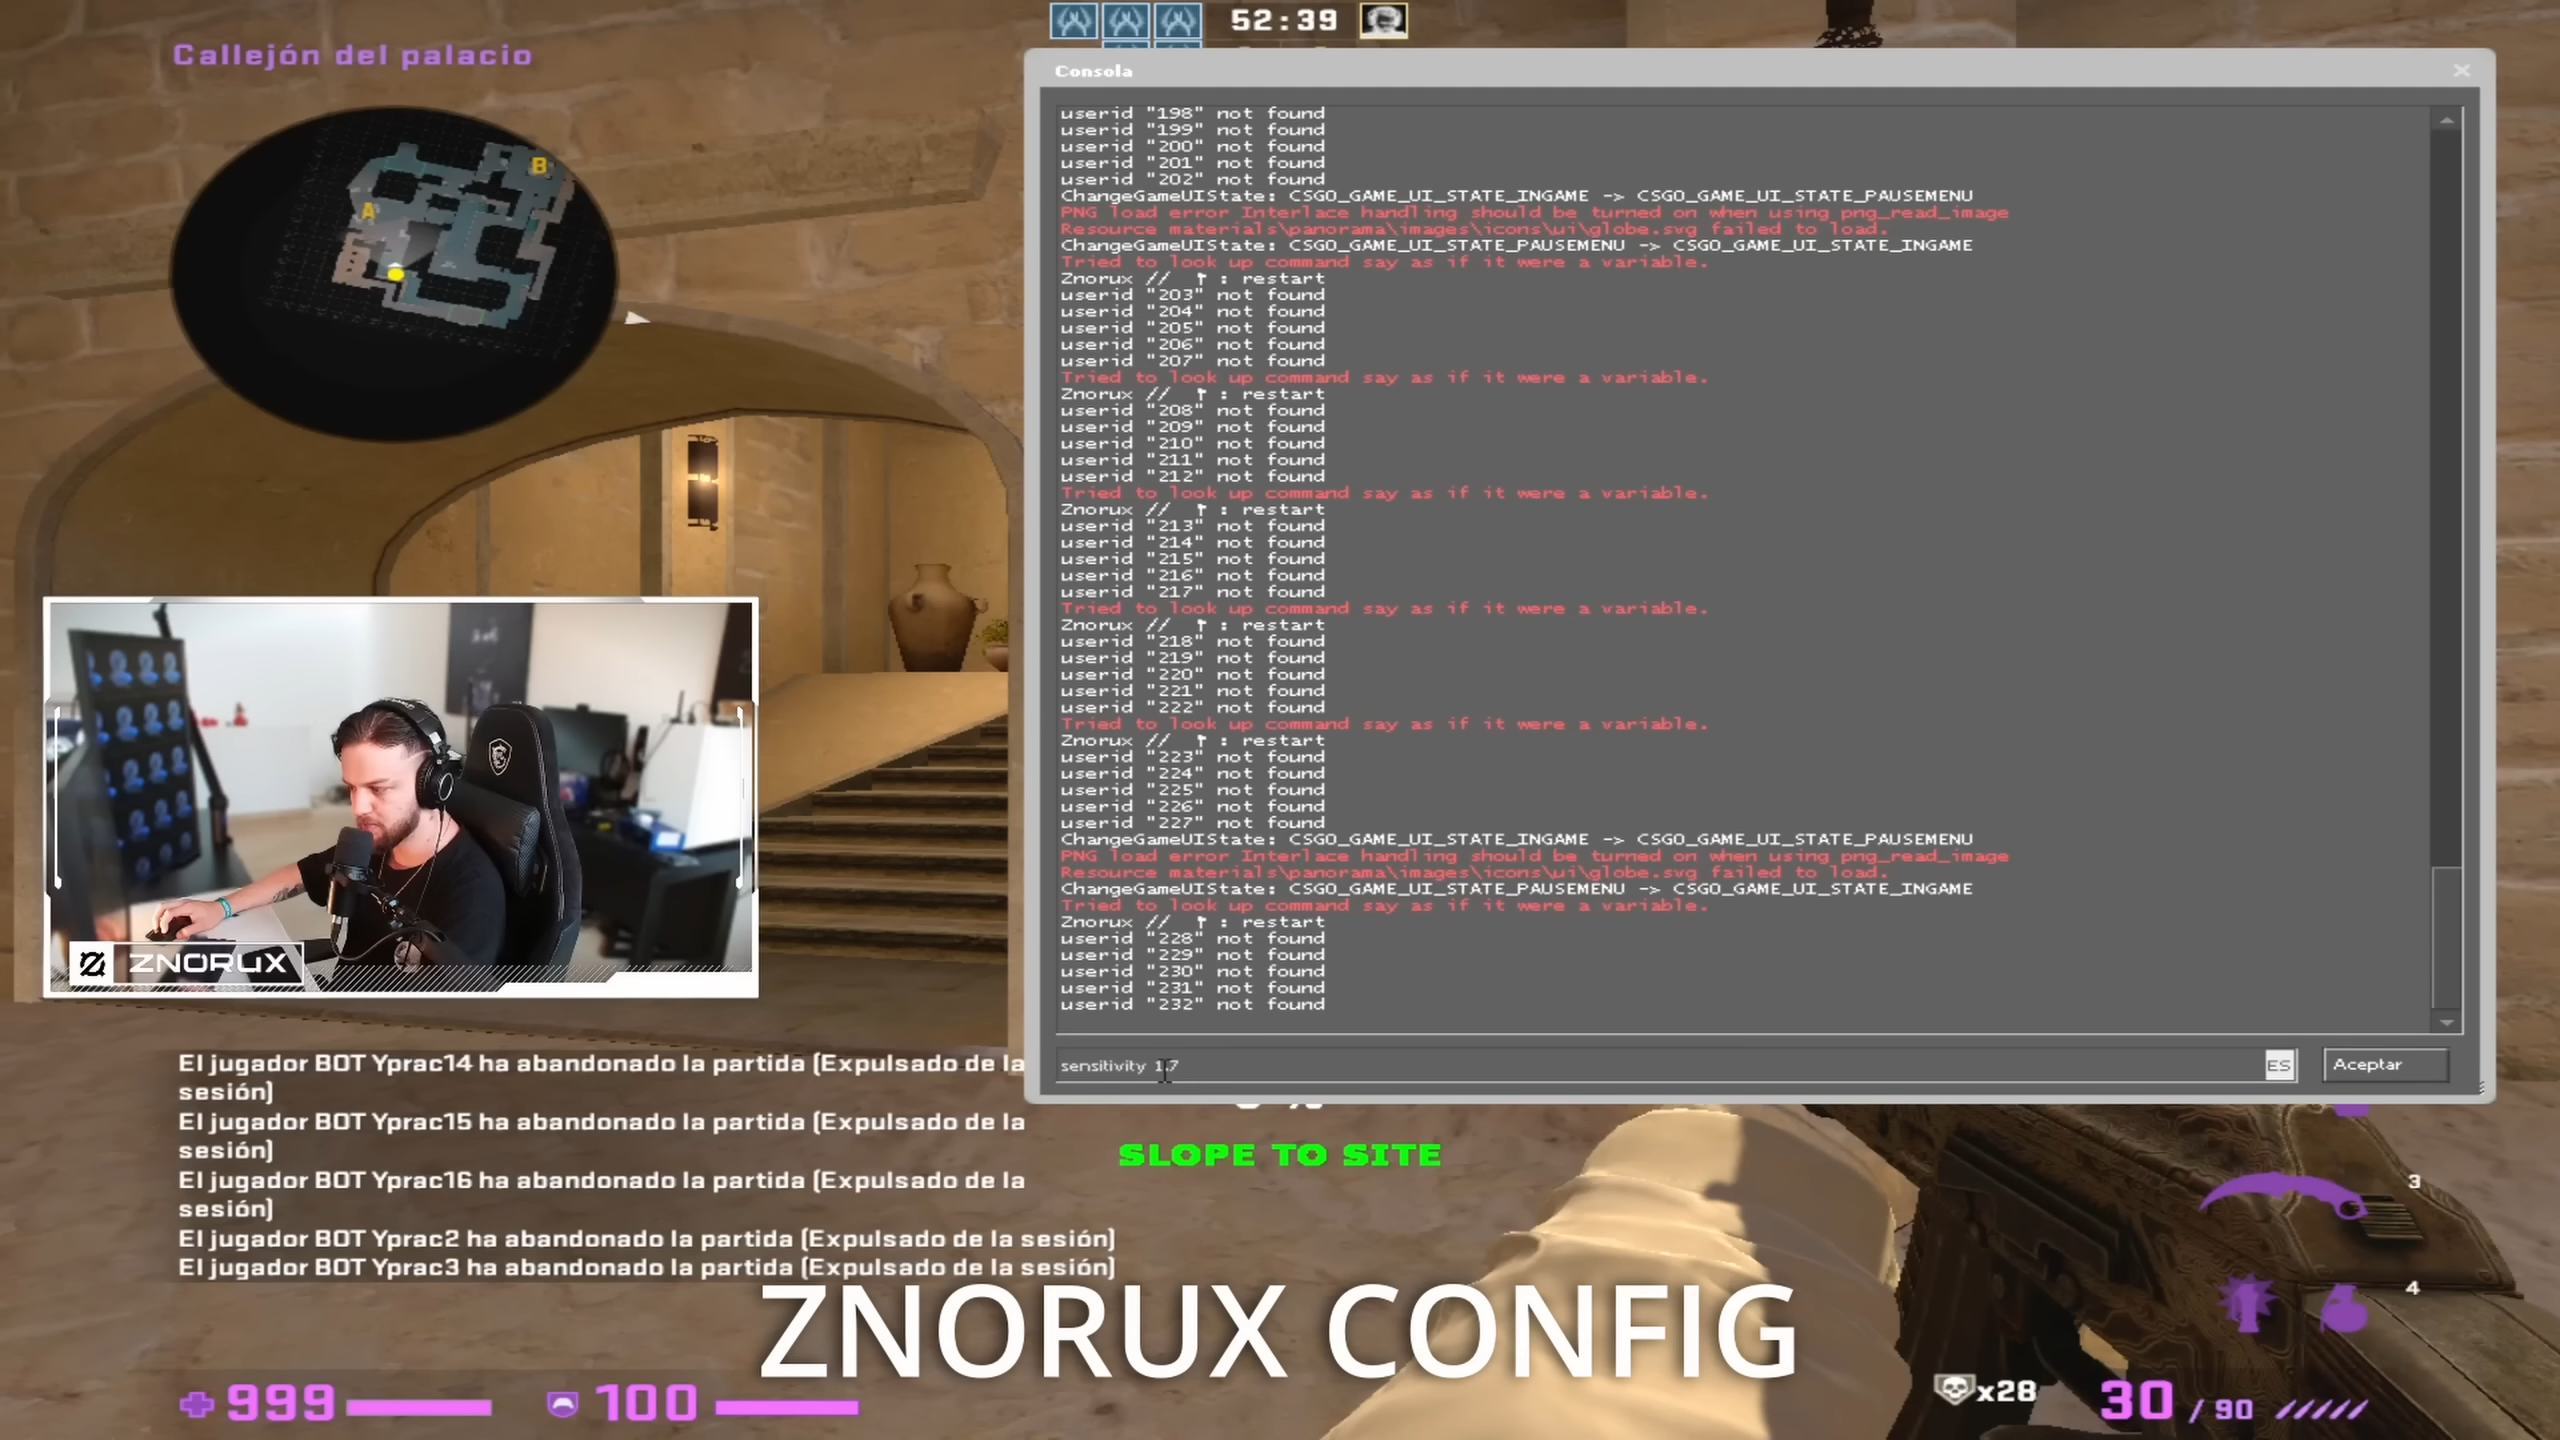 Callejón del palacio
52:39
B
A
Consola
userid "198" not found
userid "199" not found
userid "200" not found
userid "201" not found
userid "202" not found
ChangeGameUIState: CSGO_GAME_UI_STATE_INGAME -> CSGO_GAME_UI_STATE_PAUSEMENU
PNG load error Interlace handling should be turned on when using png_read_image
Resource materials\panorama\images\icons\ui\globe.svg failed to load.
ChangeGameUIState: CSGO_GAME_UI_STATE_PAUSEMENU -> CSGO_GAME_UI_STATE_INGAME
Tried to look up command say as if it were a variable.
Znorux // : restart
userid "203" not found
userid "204" not found
userid "205" not found
userid "206" not found
userid "207" not found
Tried to look up command say as if it were a variable.
Znorux // : restart
userid "208" not found
userid "209" not found
userid "210" not found
userid "211" not found
userid "212" not found
Tried to look up command say as if it were a variable.
Znorux // : restart
userid "213" not found
userid "214" not found
userid "215" not found
userid "216" not found
userid "217" not found
Tried to look up command say as if it were a variable.
Znorux // : restart
userid "218" not found
userid "219" not found
userid "220" not found
userid "221" not found
userid "222" not found
Tried to look up command say as if it were a variable.
Znorux // : restart
userid "223" not found
userid "224" not found
userid "225" not found
userid "226" not found
userid "227" not found
ChangeGameUIState: CSGO_GAME_UI_STATE_INGAME -> CSGO_GAME_UI_STATE_PAUSEMENU
PNG load error Interlace handling should be turned on when using png_read_image
Resource materials\panorama\images\icons\ui\globe.svg failed to load.
ChangeGameUIState: CSGO_GAME_UI_STATE_PAUSEMENU -> CSGO_GAME_UI_STATE_INGAME
Tried to look up command say as if it were a variable.
Znorux // : restart
userid "228" not found
userid "229" not found
userid "230" not found
userid "231" not found
userid "232" not found
sensitivity 1.7
ES
Aceptar
ZNORUX
El jugador BOT Yprac14 ha abandonado la partida (Expulsado de la
sesión)
El jugador BOT Yprac15 ha abandonado la partida (Expulsado de la
sesión)
El jugador BOT Yprac16 ha abandonado la partida (Expulsado de la
sesión)
El jugador BOT Yprac2 ha abandonado la partida (Expulsado de la sesión)
El jugador BOT Yprac3 ha abandonado la partida (Expulsado de la sesión)
SLOPE TO SITE
3
4
ZNORUX CONFIG
999
100
x28
30 / 90